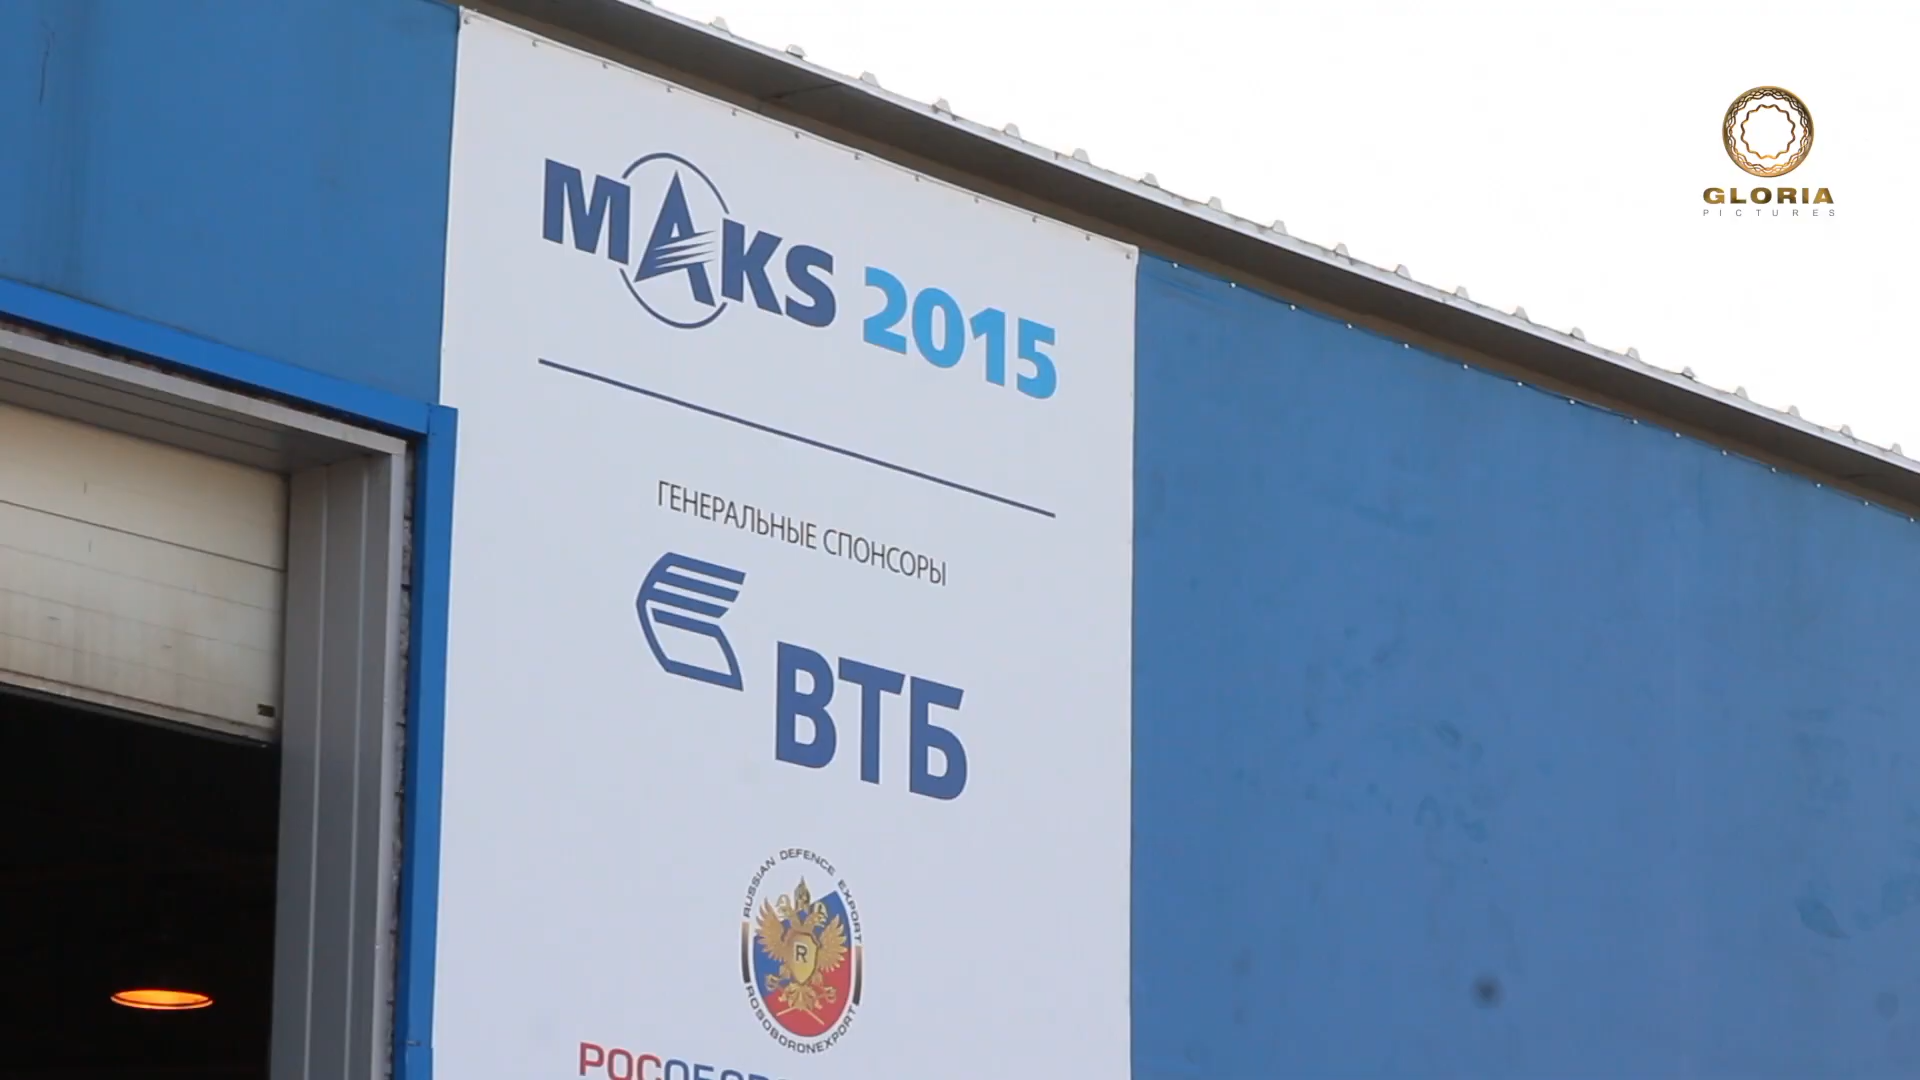 GLORIA
PICTURES
MAKS 2015
ГЕНЕРАЛЬНЫЕ СПОНСОРЫ
ВТБ
RUSSIAN DEFENCE EXPORT
R
ROSOBORONEXPORT